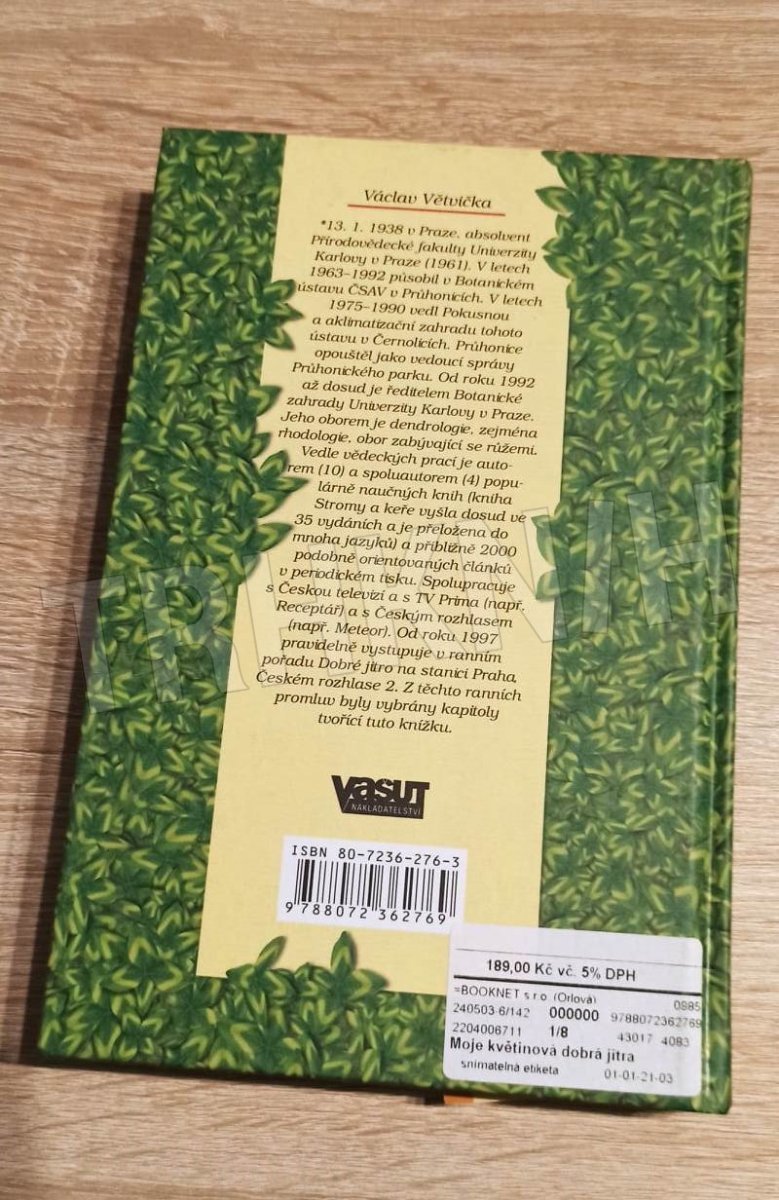 Václav Větvička
*13. 1. 1938 v Praze, absolvent
Přírodovědecké fakulty Univerzity
Karlovy v Praze (1961). V letech
1963–1992 působil v Botanickém
ústavu ČSAV v Průhonicích. V letech
1975–1990 vedl Pokusnou
a aklimatizační zahradu tohoto
ústavu v Černolicích. Průhonice
opouštěl jako vedoucí správy
Průhonického parku. Od roku 1992
až dosud je ředitelem Botanické
zahrady Univerzity Karlovy v Praze.
Jeho oborem je dendrologie, zejména
rhodologie, obor zabývající se růžemi.
Vedle vědeckých prací je auto-
rem (10) a spoluautorem (4) popu-
lárně naučných knih (kniha
Stromy a keře vyšla dosud ve
35 vydáních a je přeložena do
mnoha jazyků) a přibližně 2000
podobně orientovaných článků
v periodickém tisku. Spolupracuje
s Českou televizí a s TV Prima (např.
Receptář) a s Českým rozhlasem
(např. Meteor). Od roku 1997
pravidelně vystupuje v ranním
pořadu Dobré jitro na stanici Praha,
Českém rozhlase 2. Z těchto ranních
promluv byly vybrány kapitoly
tvořící tuto knížku.
Vašut
NAKLADATELSTVÍ
ISBN 80-7236-276-3
9 788072 362769
189,00 Kč vč. 5% DPH
=BOOKNET s.r.o. (Orlová) 0885
240503-6/142 000000 9788072362769
2204006711 1/8 43017 4083
Moje květinová dobrá jitra
snímatelná etiketa 01-01-21-03